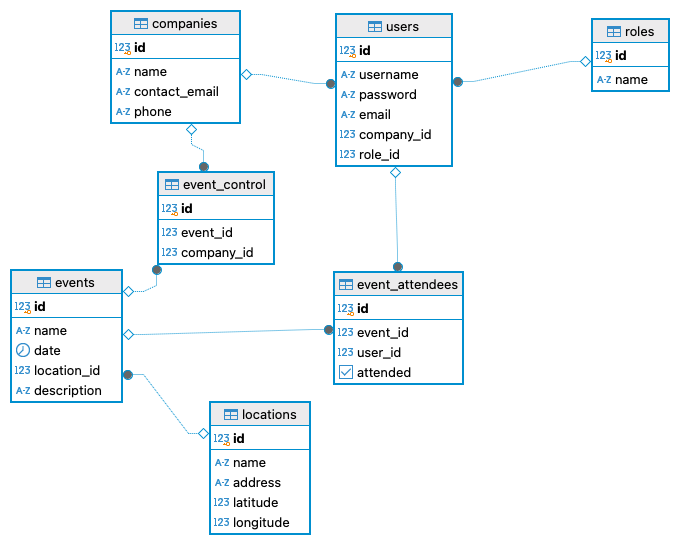 companies
123 id
A-Z name
A-Z contact_email
A-Z phone
users
123 id
A-Z username
A-Z password
A-Z email
123 company_id
123 role_id
roles
123 id
A-Z name
event_control
123 id
123 event_id
123 company_id
events
123 id
A-Z name
date
123 location_id
A-Z description
event_attendees
123 id
123 event_id
123 user_id
attended
locations
123 id
A-Z name
A-Z address
123 latitude
123 longitude